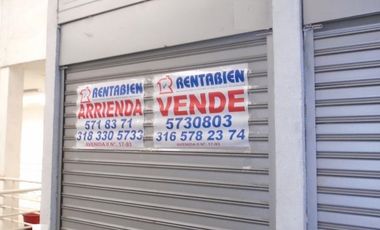 RENTABIEN
ARRIENDA
571 83 71
318 330 5733
RENTABIEN
VENDE
5730803
316 578 23 74